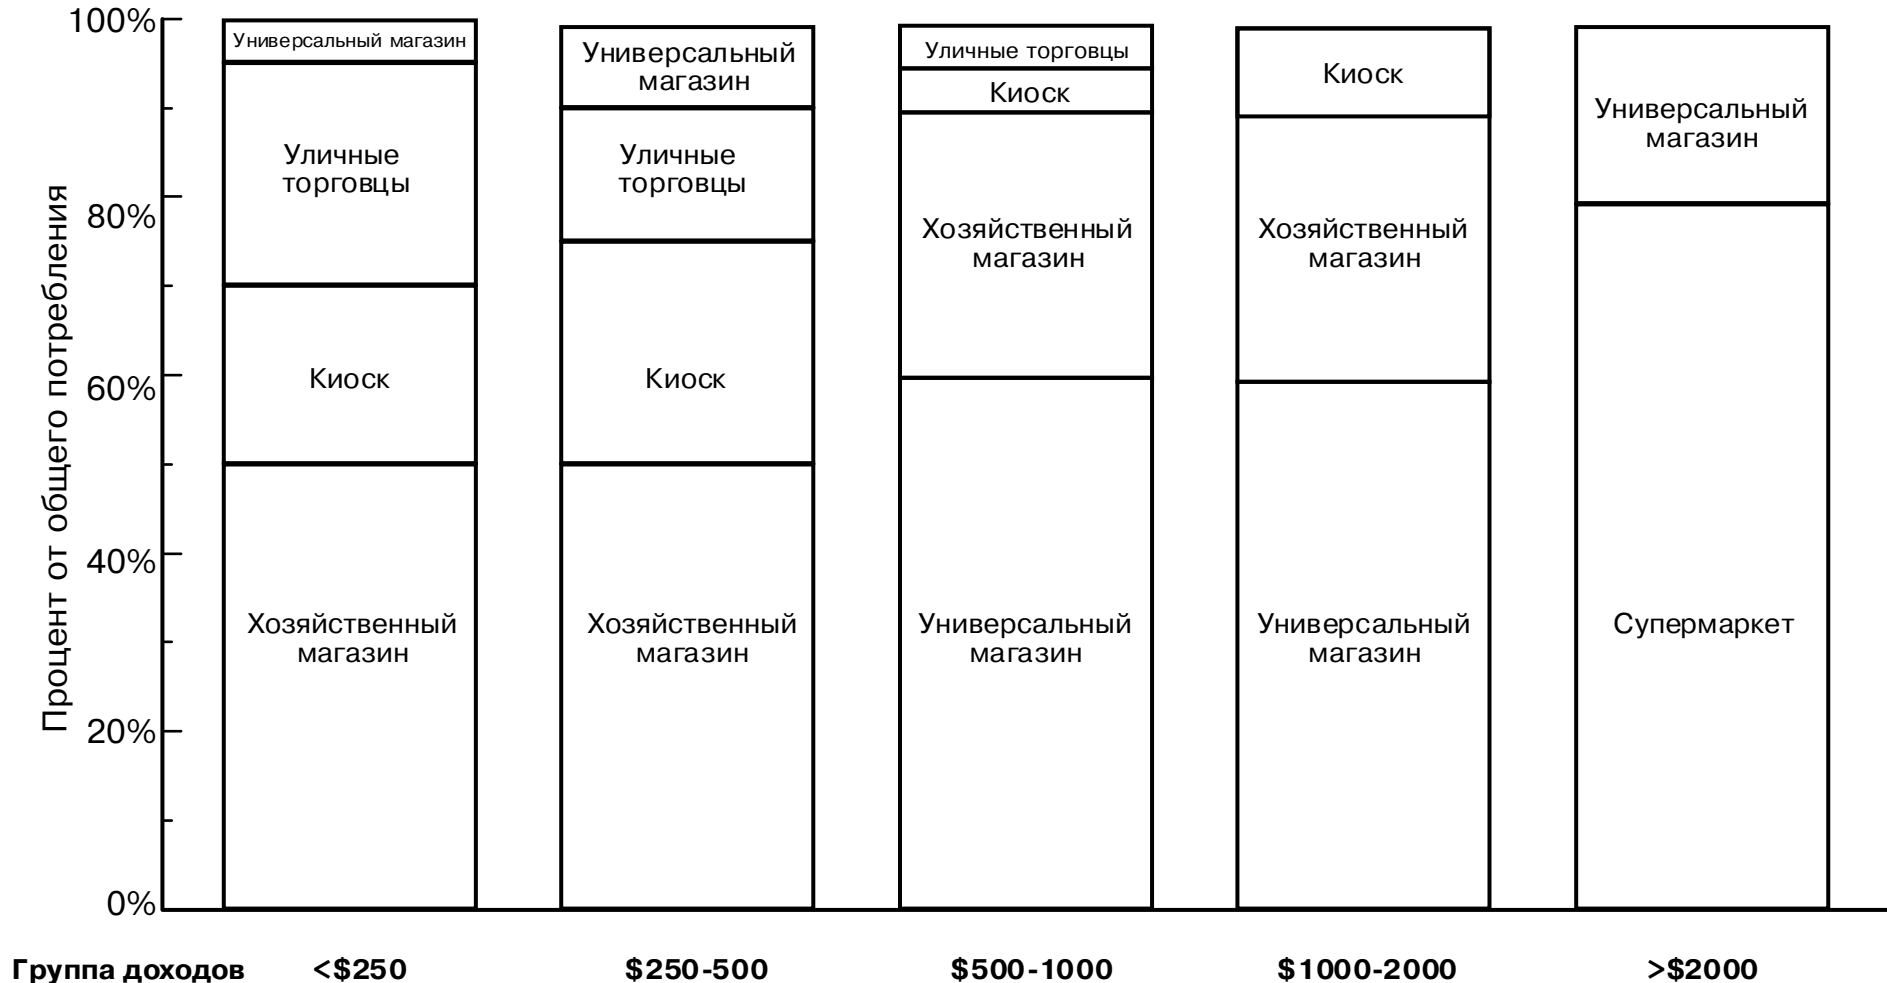 Процент от общего потребления
100%
80%
60%
40%
20%
0%
Универсальный магазин
Уличные
торговцы
Киоск
Хозяйственный
магазин
Универсальный
магазин
Уличные
торговцы
Киоск
Хозяйственный
магазин
Уличные торговцы
Киоск
Хозяйственный
магазин
Универсальный
магазин
Киоск
Хозяйственный
магазин
Универсальный
магазин
Универсальный
магазин
Супермаркет
Группа доходов <$250 $250-500 $500-1000 $1000-2000 >$2000